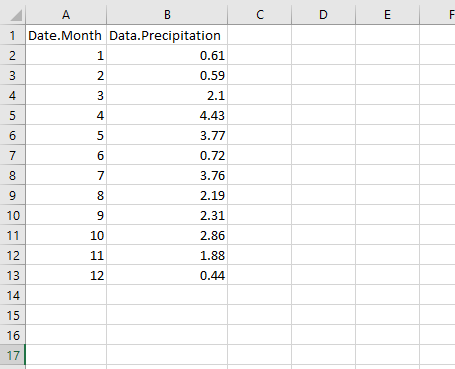 A B C D E F
1 Date.Month Data.Precipitation
2 1 0.61
3 2 0.59
4 3 2.1
5 4 4.43
6 5 3.77
7 6 0.72
8 7 3.76
9 8 2.19
10 9 2.31
11 10 2.86
12 11 1.88
13 12 0.44
14
15
16
17